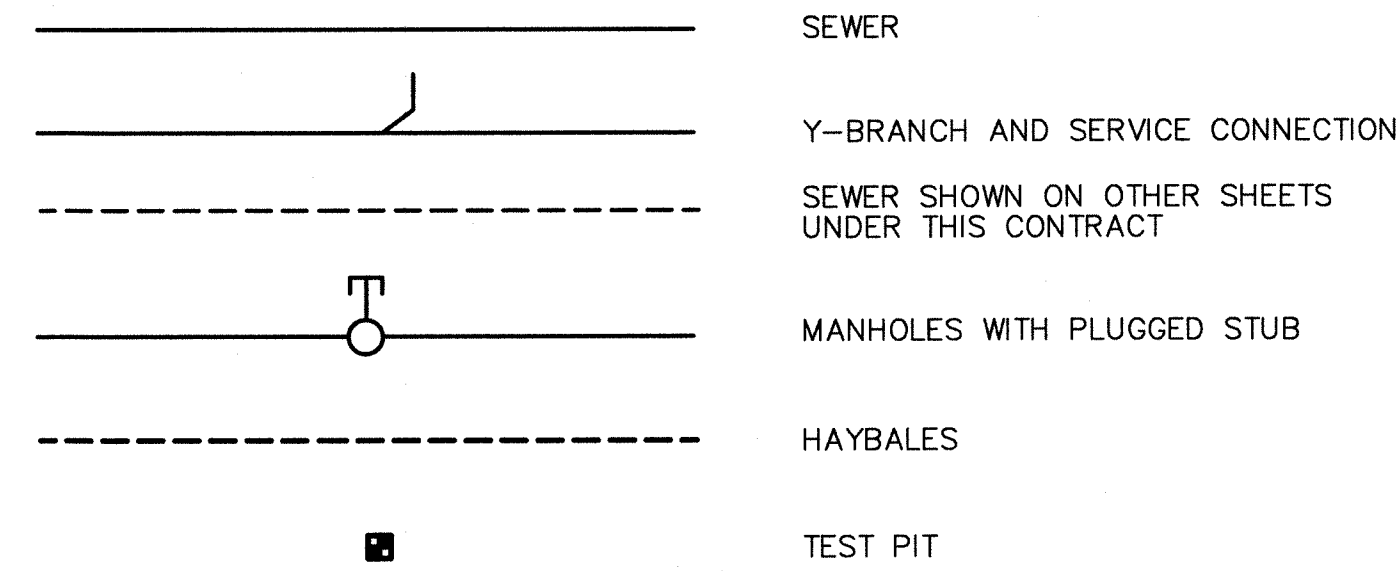 SEWER
Y-BRANCH AND SERVICE CONNECTION
SEWER SHOWN ON OTHER SHEETS
UNDER THIS CONTRACT
MANHOLES WITH PLUGGED STUB
HAYBALES
TEST PIT